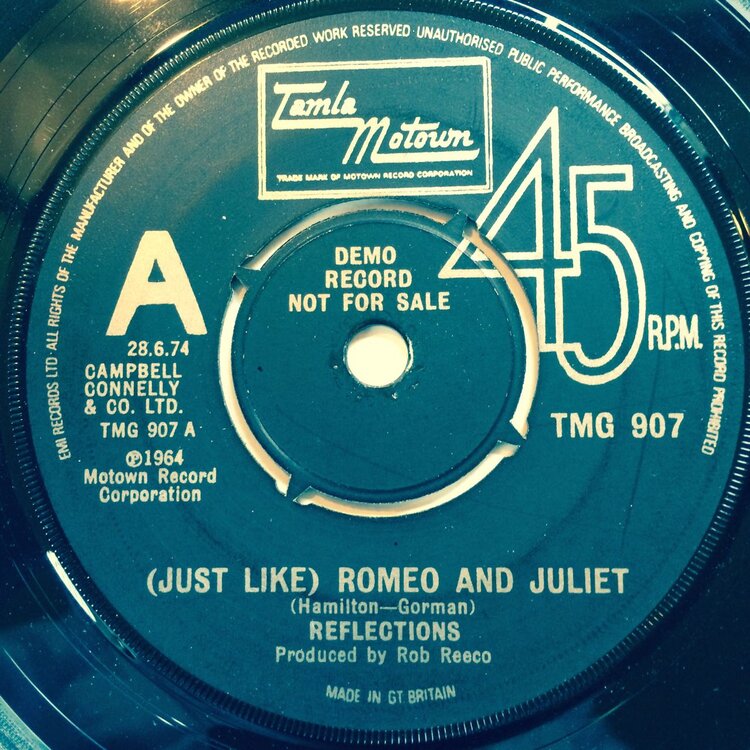 EMI RECORDS LTD · ALL RIGHTS OF THE MANUFACTURER AND OF THE OWNER OF THE RECORDED WORK RESERVED · UNAUTHORISED PUBLIC PERFORMANCE BROADCASTING AND COPYING OF THIS RECORD PROHIBITED
Tamla
Motown
TRADE MARK OF MOTOWN RECORD CORPORATION
45
R.P.M.
A
DEMO
RECORD
NOT FOR SALE
28.6.74
CAMPBELL
CONNELLY
& CO. LTD.
TMG 907 A
℗1964
Motown Record
Corporation
TMG 907
(JUST LIKE) ROMEO AND JULIET
(Hamilton—Gorman)
REFLECTIONS
Produced by Rob Reeco
MADE IN GT BRITAIN